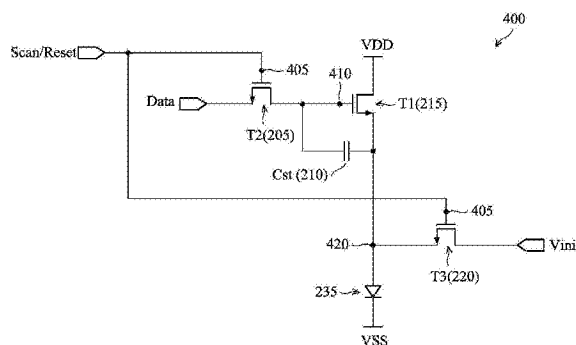 400
Scan/Reset
VDD
405
410
Data
T1(215)
T2(205)
Cst (210)
405
420
Vini
T3(220)
235
VSS